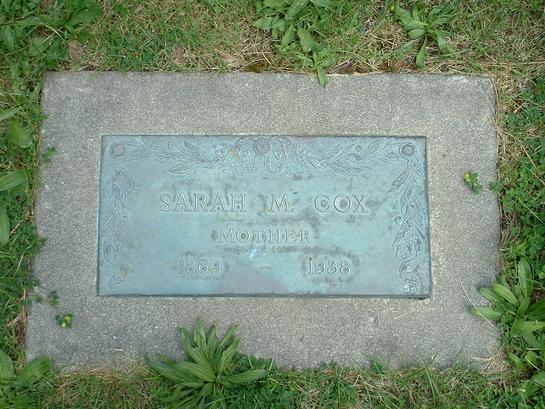 SARAH M. COX
MOTHER
1869 – 1938